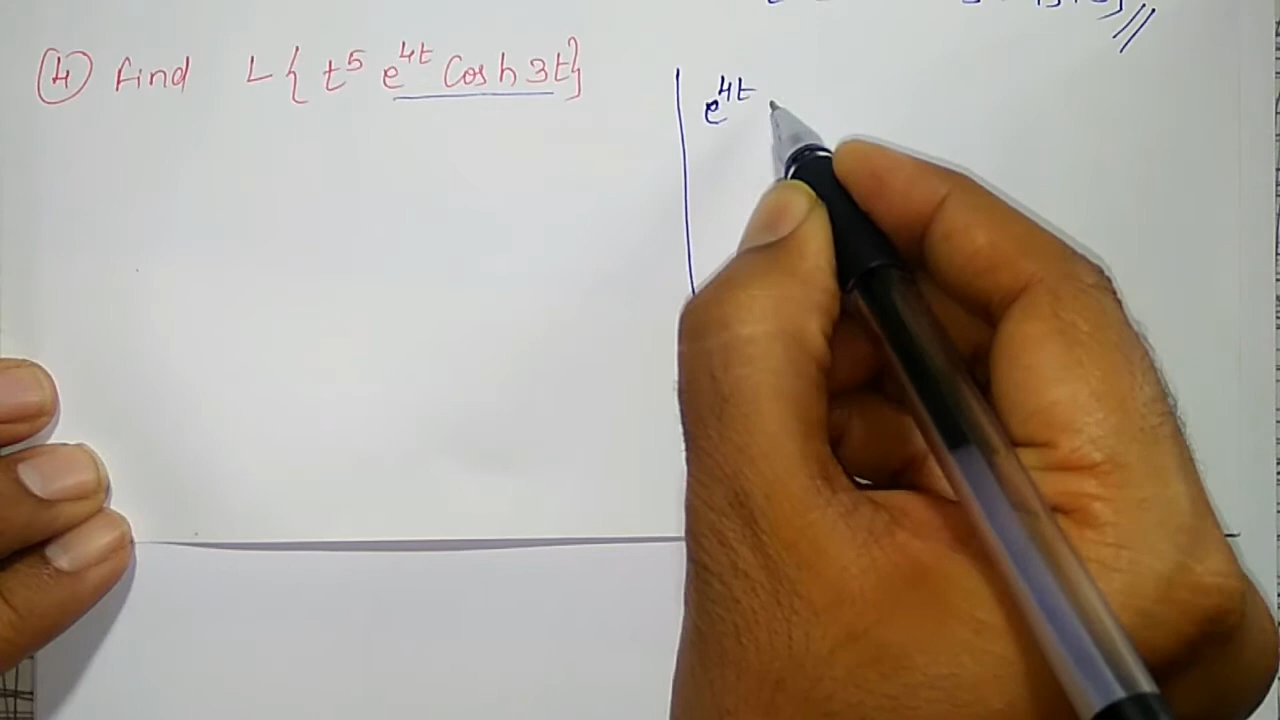 ④ Find L{ t⁵ e⁴ᵗ Cosh 3t}
e⁴ᵗ